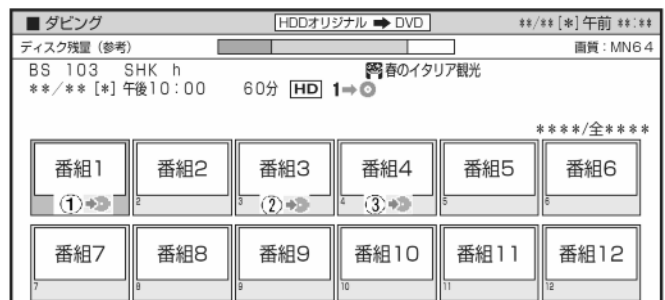 ■ ダビング HDDオリジナル ➡ DVD **/**[*]午前 **:**
ディスク残量（参考） 画質：MN64
BS 103 SHK h 春のイタリア観光
**/** [*] 午後10：00 60分 HD 1➡
****/全****
番組1 番組2 番組3 番組4 番組5 番組6
① 2 3 ② 4 ③ 5 6
番組7 番組8 番組9 番組10 番組11 番組12
7 8 9 10 11 12